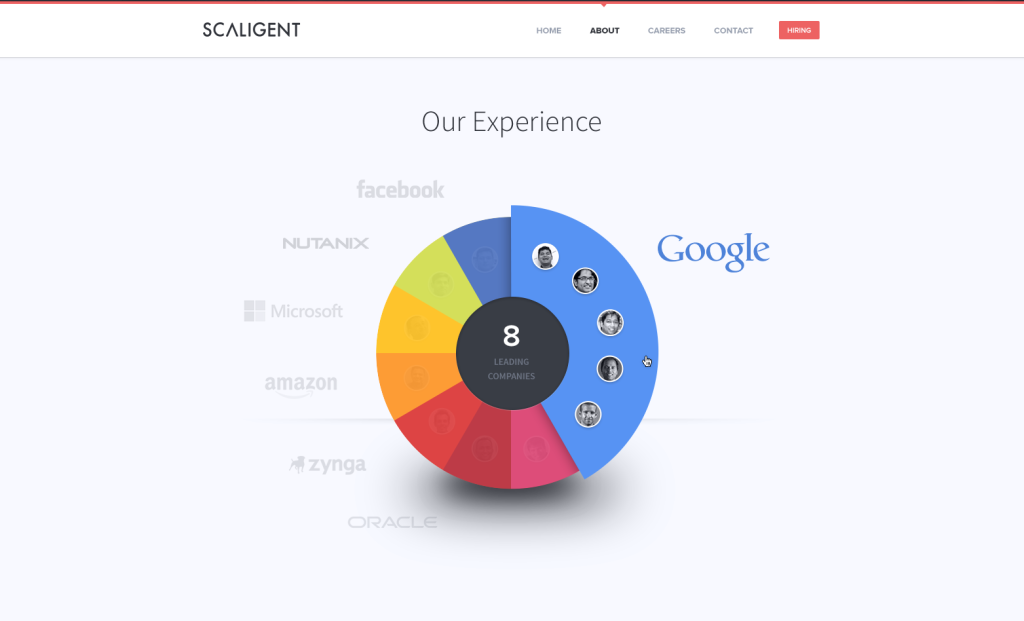 SCALIGENT
HOME
ABOUT
CAREERS
CONTACT
HIRING
Our Experience
facebook
NUTANIX
Google
Microsoft
8
LEADING
COMPANIES
amazon
zynga
ORACLE